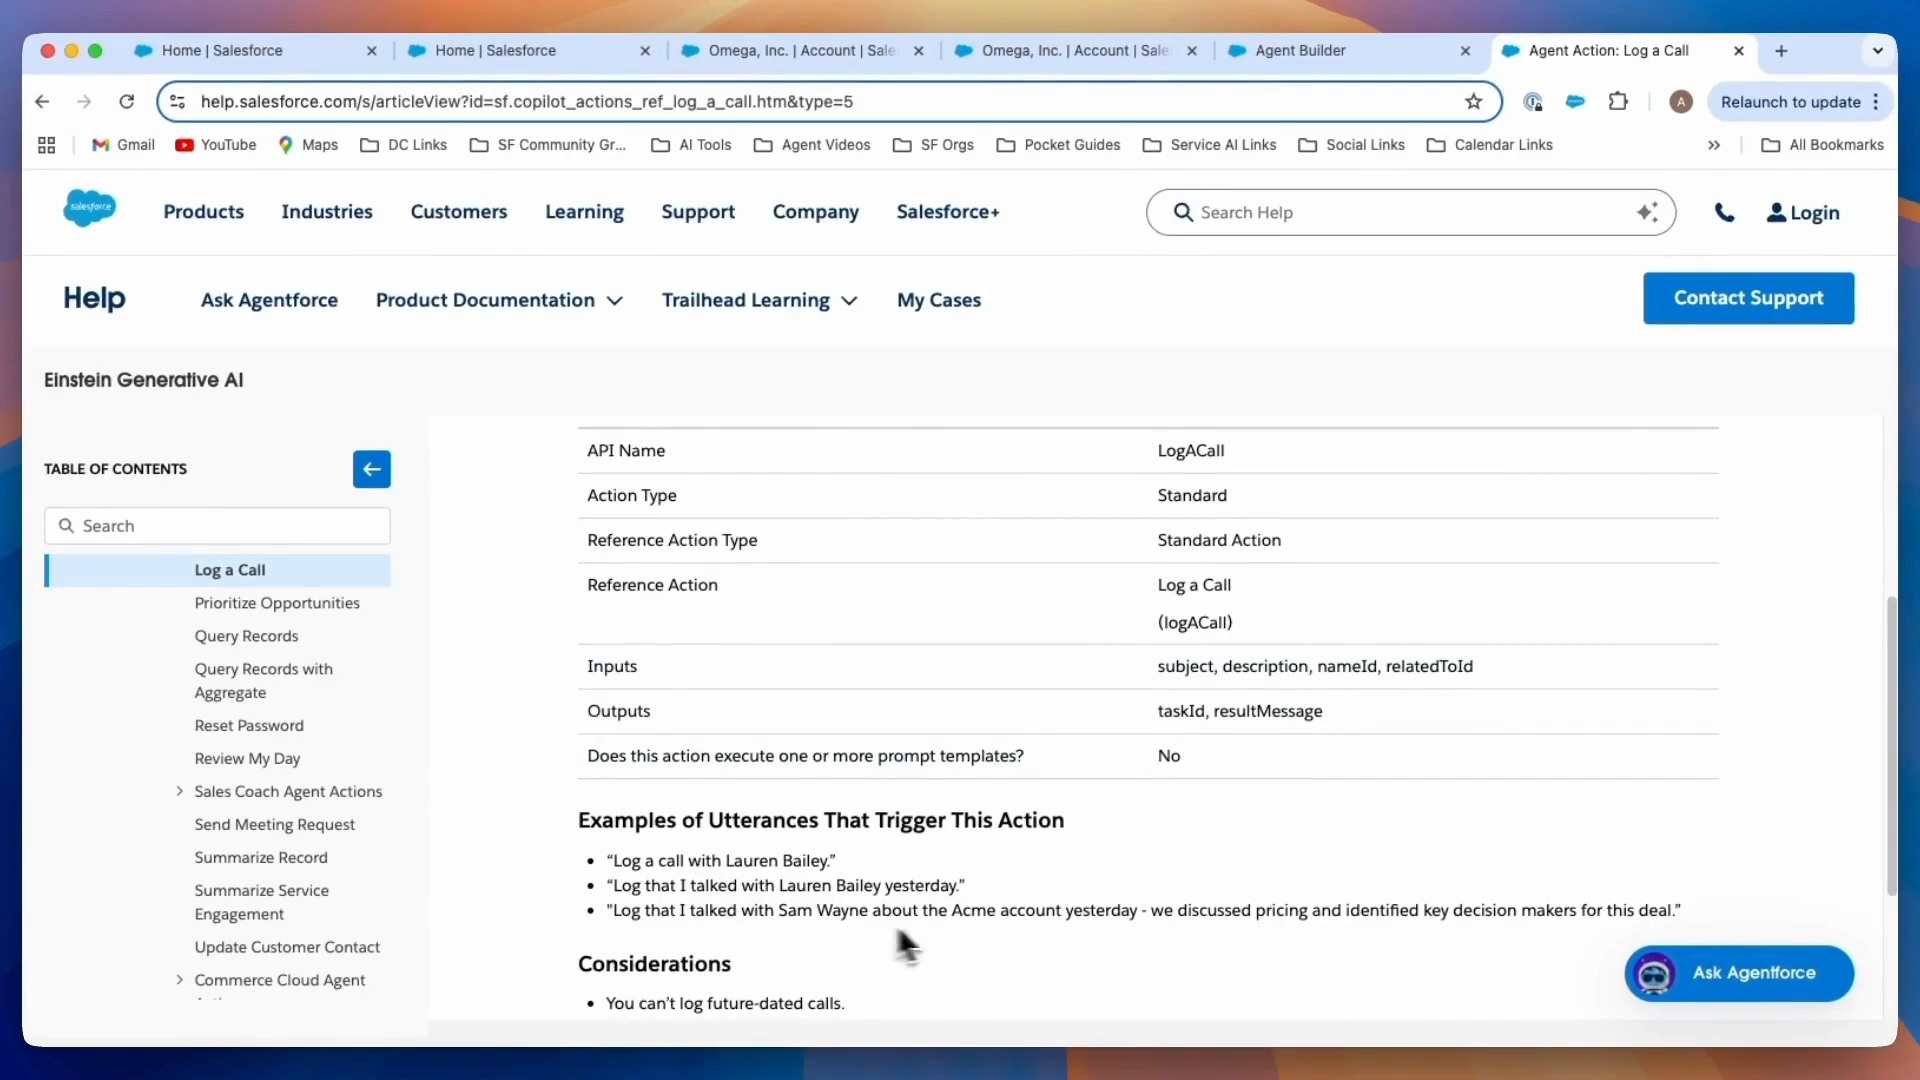 Home | Salesforce
Home | Salesforce
Omega, Inc. | Account | Sale
Omega, Inc. | Account | Sale
Agent Builder
Agent Action: Log a Call
help.salesforce.com/s/articleView?id=sf.copilot_actions_ref_log_a_call.htm&type=5
A
Relaunch to update
Gmail
YouTube
Maps
DC Links
SF Community Gr...
AI Tools
Agent Videos
SF Orgs
Pocket Guides
Service AI Links
Social Links
Calendar Links
All Bookmarks
salesforce
Products
Industries
Customers
Learning
Support
Company
Salesforce+
Search Help
Login
Help
Ask Agentforce
Product Documentation
Trailhead Learning
My Cases
Contact Support
Einstein Generative AI
TABLE OF CONTENTS
Search
Log a Call
Prioritize Opportunities
Query Records
Query Records with
Aggregate
Reset Password
Review My Day
Sales Coach Agent Actions
Send Meeting Request
Summarize Record
Summarize Service
Engagement
Update Customer Contact
Commerce Cloud Agent
API Name LogACall
Action Type Standard
Reference Action Type Standard Action
Reference Action Log a Call
(logACall)
Inputs subject, description, nameId, relatedToId
Outputs taskId, resultMessage
Does this action execute one or more prompt templates? No
Examples of Utterances That Trigger This Action
• “Log a call with Lauren Bailey.”
• “Log that I talked with Lauren Bailey yesterday.”
• "Log that I talked with Sam Wayne about the Acme account yesterday - we discussed pricing and identified key decision makers for this deal.”
Considerations
• You can’t log future-dated calls.
Ask Agentforce